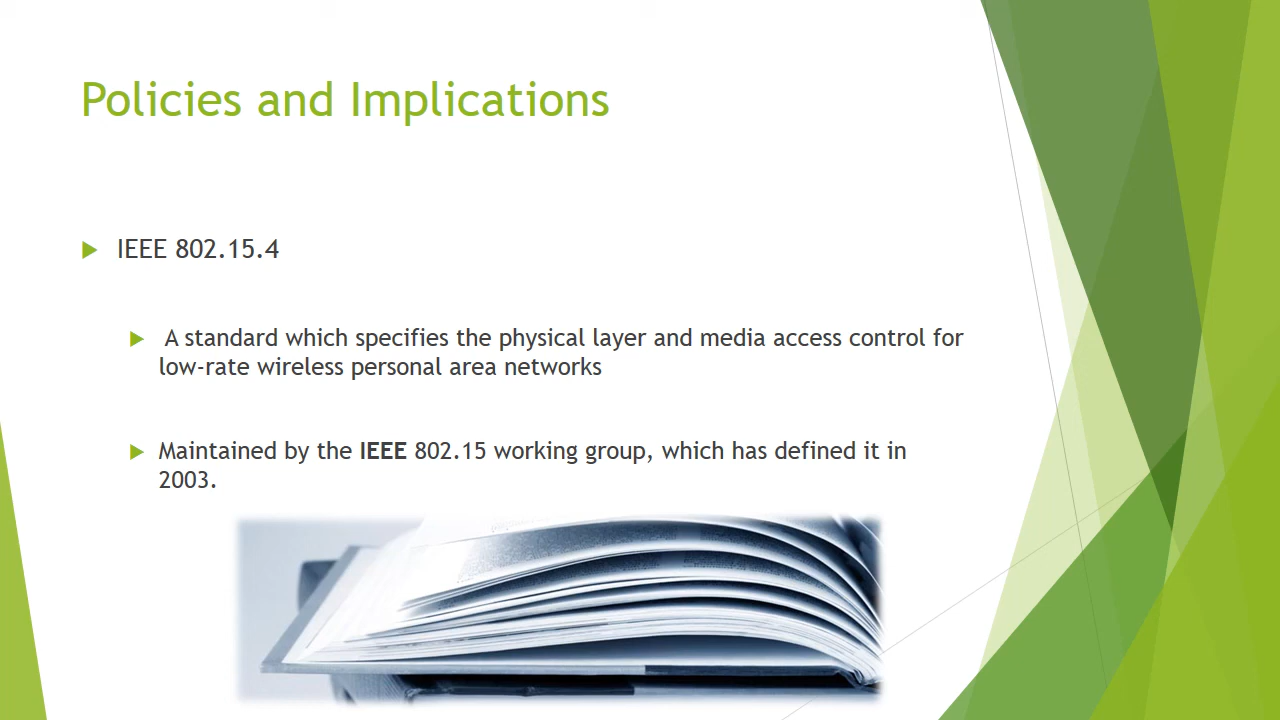 Policies and Implications
IEEE 802.15.4
A standard which specifies the physical layer and media access control for
low-rate wireless personal area networks
Maintained by the IEEE 802.15 working group, which has defined it in
2003.